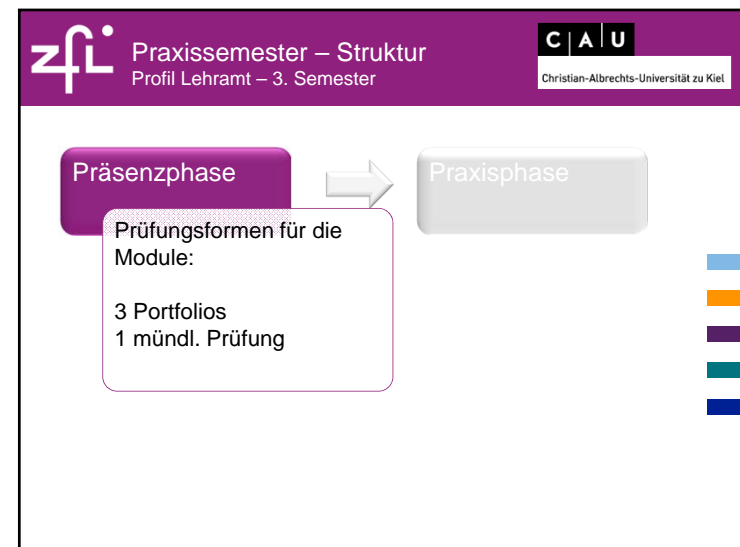 zfL
Praxissemester – Struktur
Profil Lehramt – 3. Semester
C | A | U
Christian-Albrechts-Universität zu Kiel
Präsenzphase
Praxisphase
Prüfungsformen für die
Module:
3 Portfolios
1 mündl. Prüfung